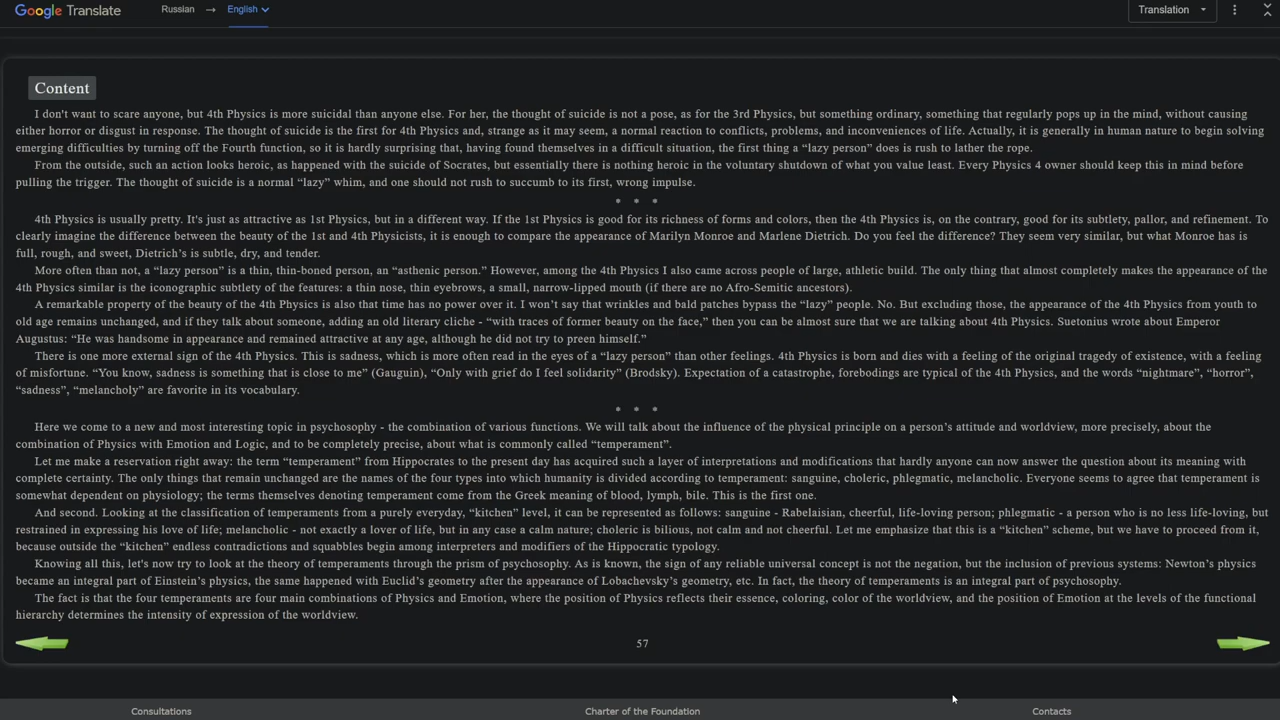 Google Translate
Russian → English
Translation
Content
I don't want to scare anyone, but 4th Physics is more suicidal than anyone else. For her, the thought of suicide is not a pose, as for the 3rd Physics, but something ordinary, something that regularly pops up in the mind, without causing
either horror or disgust in response. The thought of suicide is the first for 4th Physics and, strange as it may seem, a normal reaction to conflicts, problems, and inconveniences of life. Actually, it is generally in human nature to begin solving
emerging difficulties by turning off the Fourth function, so it is hardly surprising that, having found themselves in a difficult situation, the first thing a “lazy person” does is rush to lather the rope.
From the outside, such an action looks heroic, as happened with the suicide of Socrates, but essentially there is nothing heroic in the voluntary shutdown of what you value least. Every Physics 4 owner should keep this in mind before
pulling the trigger. The thought of suicide is a normal “lazy” whim, and one should not rush to succumb to its first, wrong impulse.
* * *
4th Physics is usually pretty. It's just as attractive as 1st Physics, but in a different way. If the 1st Physics is good for its richness of forms and colors, then the 4th Physics is, on the contrary, good for its subtlety, pallor, and refinement. To
clearly imagine the difference between the beauty of the 1st and 4th Physicists, it is enough to compare the appearance of Marilyn Monroe and Marlene Dietrich. Do you feel the difference? They seem very similar, but what Monroe has is
full, rough, and sweet, Dietrich’s is subtle, dry, and tender.
More often than not, a “lazy person” is a thin, thin-boned person, an “asthenic person.” However, among the 4th Physics I also came across people of large, athletic build. The only thing that almost completely makes the appearance of the
4th Physics similar is the iconographic subtlety of the features: a thin nose, thin eyebrows, a small, narrow-lipped mouth (if there are no Afro-Semitic ancestors).
A remarkable property of the beauty of the 4th Physics is also that time has no power over it. I won’t say that wrinkles and bald patches bypass the “lazy” people. No. But excluding those, the appearance of the 4th Physics from youth to
old age remains unchanged, and if they talk about someone, adding an old literary cliche - “with traces of former beauty on the face,” then you can be almost sure that we are talking about 4th Physics. Suetonius wrote about Emperor
Augustus: “He was handsome in appearance and remained attractive at any age, although he did not try to preen himself.”
There is one more external sign of the 4th Physics. This is sadness, which is more often read in the eyes of a “lazy person” than other feelings. 4th Physics is born and dies with a feeling of the original tragedy of existence, with a feeling
of misfortune. “You know, sadness is something that is close to me” (Gauguin), “Only with grief do I feel solidarity” (Brodsky). Expectation of a catastrophe, forebodings are typical of the 4th Physics, and the words “nightmare”, “horror”,
“sadness”, “melancholy” are favorite in its vocabulary.
* * *
Here we come to a new and most interesting topic in psychosophy - the combination of various functions. We will talk about the influence of the physical principle on a person’s attitude and worldview, more precisely, about the
combination of Physics with Emotion and Logic, and to be completely precise, about what is commonly called “temperament”.
Let me make a reservation right away: the term “temperament” from Hippocrates to the present day has acquired such a layer of interpretations and modifications that hardly anyone can now answer the question about its meaning with
complete certainty. The only things that remain unchanged are the names of the four types into which humanity is divided according to temperament: sanguine, choleric, phlegmatic, melancholic. Everyone seems to agree that temperament is
somewhat dependent on physiology; the terms themselves denoting temperament come from the Greek meaning of blood, lymph, bile. This is the first one.
And second. Looking at the classification of temperaments from a purely everyday, “kitchen” level, it can be represented as follows: sanguine - Rabelaisian, cheerful, life-loving person; phlegmatic - a person who is no less life-loving, but
restrained in expressing his love of life; melancholic - not exactly a lover of life, but in any case a calm nature; choleric is bilious, not calm and not cheerful. Let me emphasize that this is a “kitchen” scheme, but we have to proceed from it,
because outside the “kitchen” endless contradictions and squabbles begin among interpreters and modifiers of the Hippocratic typology.
Knowing all this, let's now try to look at the theory of temperaments through the prism of psychosophy. As is known, the sign of any reliable universal concept is not the negation, but the inclusion of previous systems: Newton’s physics
became an integral part of Einstein’s physics, the same happened with Euclid’s geometry after the appearance of Lobachevsky’s geometry, etc. In fact, the theory of temperaments is an integral part of psychosophy.
The fact is that the four temperaments are four main combinations of Physics and Emotion, where the position of Physics reflects their essence, coloring, color of the worldview, and the position of Emotion at the levels of the functional
hierarchy determines the intensity of expression of the worldview.
57
Consultations
Charter of the Foundation
Contacts